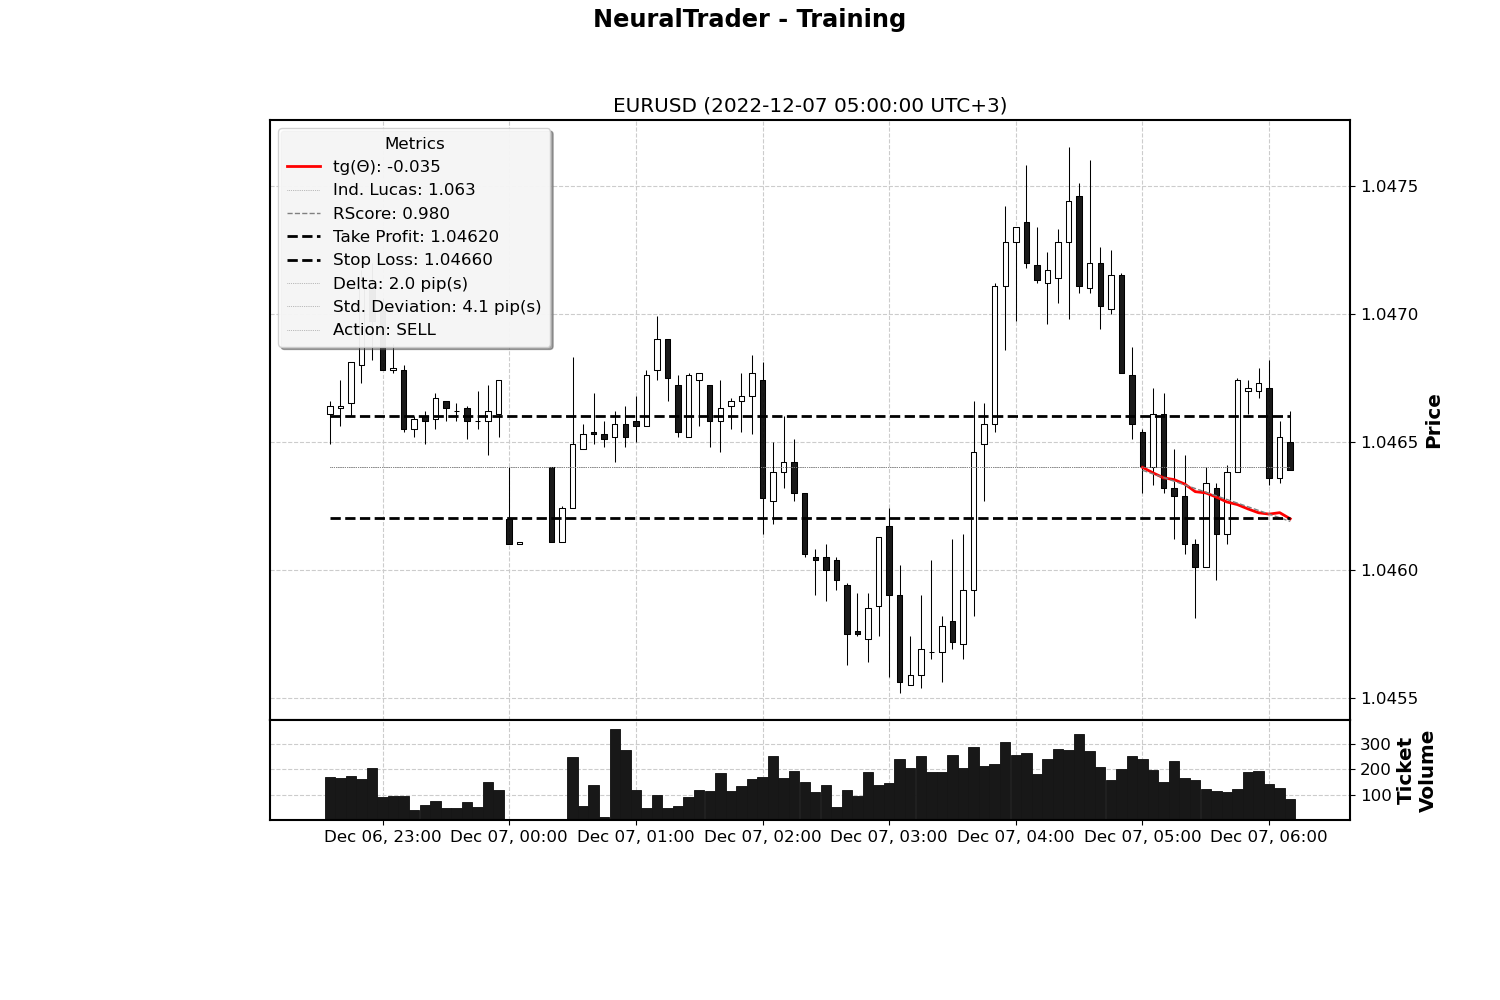 NeuralTrader - Training
EURUSD (2022-12-07 05:00:00 UTC+3)
Metrics
tg(Θ): -0.035
Ind. Lucas: 1.063
RScore: 0.980
Take Profit: 1.04620
Stop Loss: 1.04660
Delta: 2.0 pip(s)
Std. Deviation: 4.1 pip(s)
Action: SELL
1.0475
1.0470
1.0465
1.0460
1.0455
Price
300
200
100
Ticket
Volume
Dec 06, 23:00 Dec 07, 00:00 Dec 07, 01:00 Dec 07, 02:00 Dec 07, 03:00 Dec 07, 04:00 Dec 07, 05:00 Dec 07, 06:00